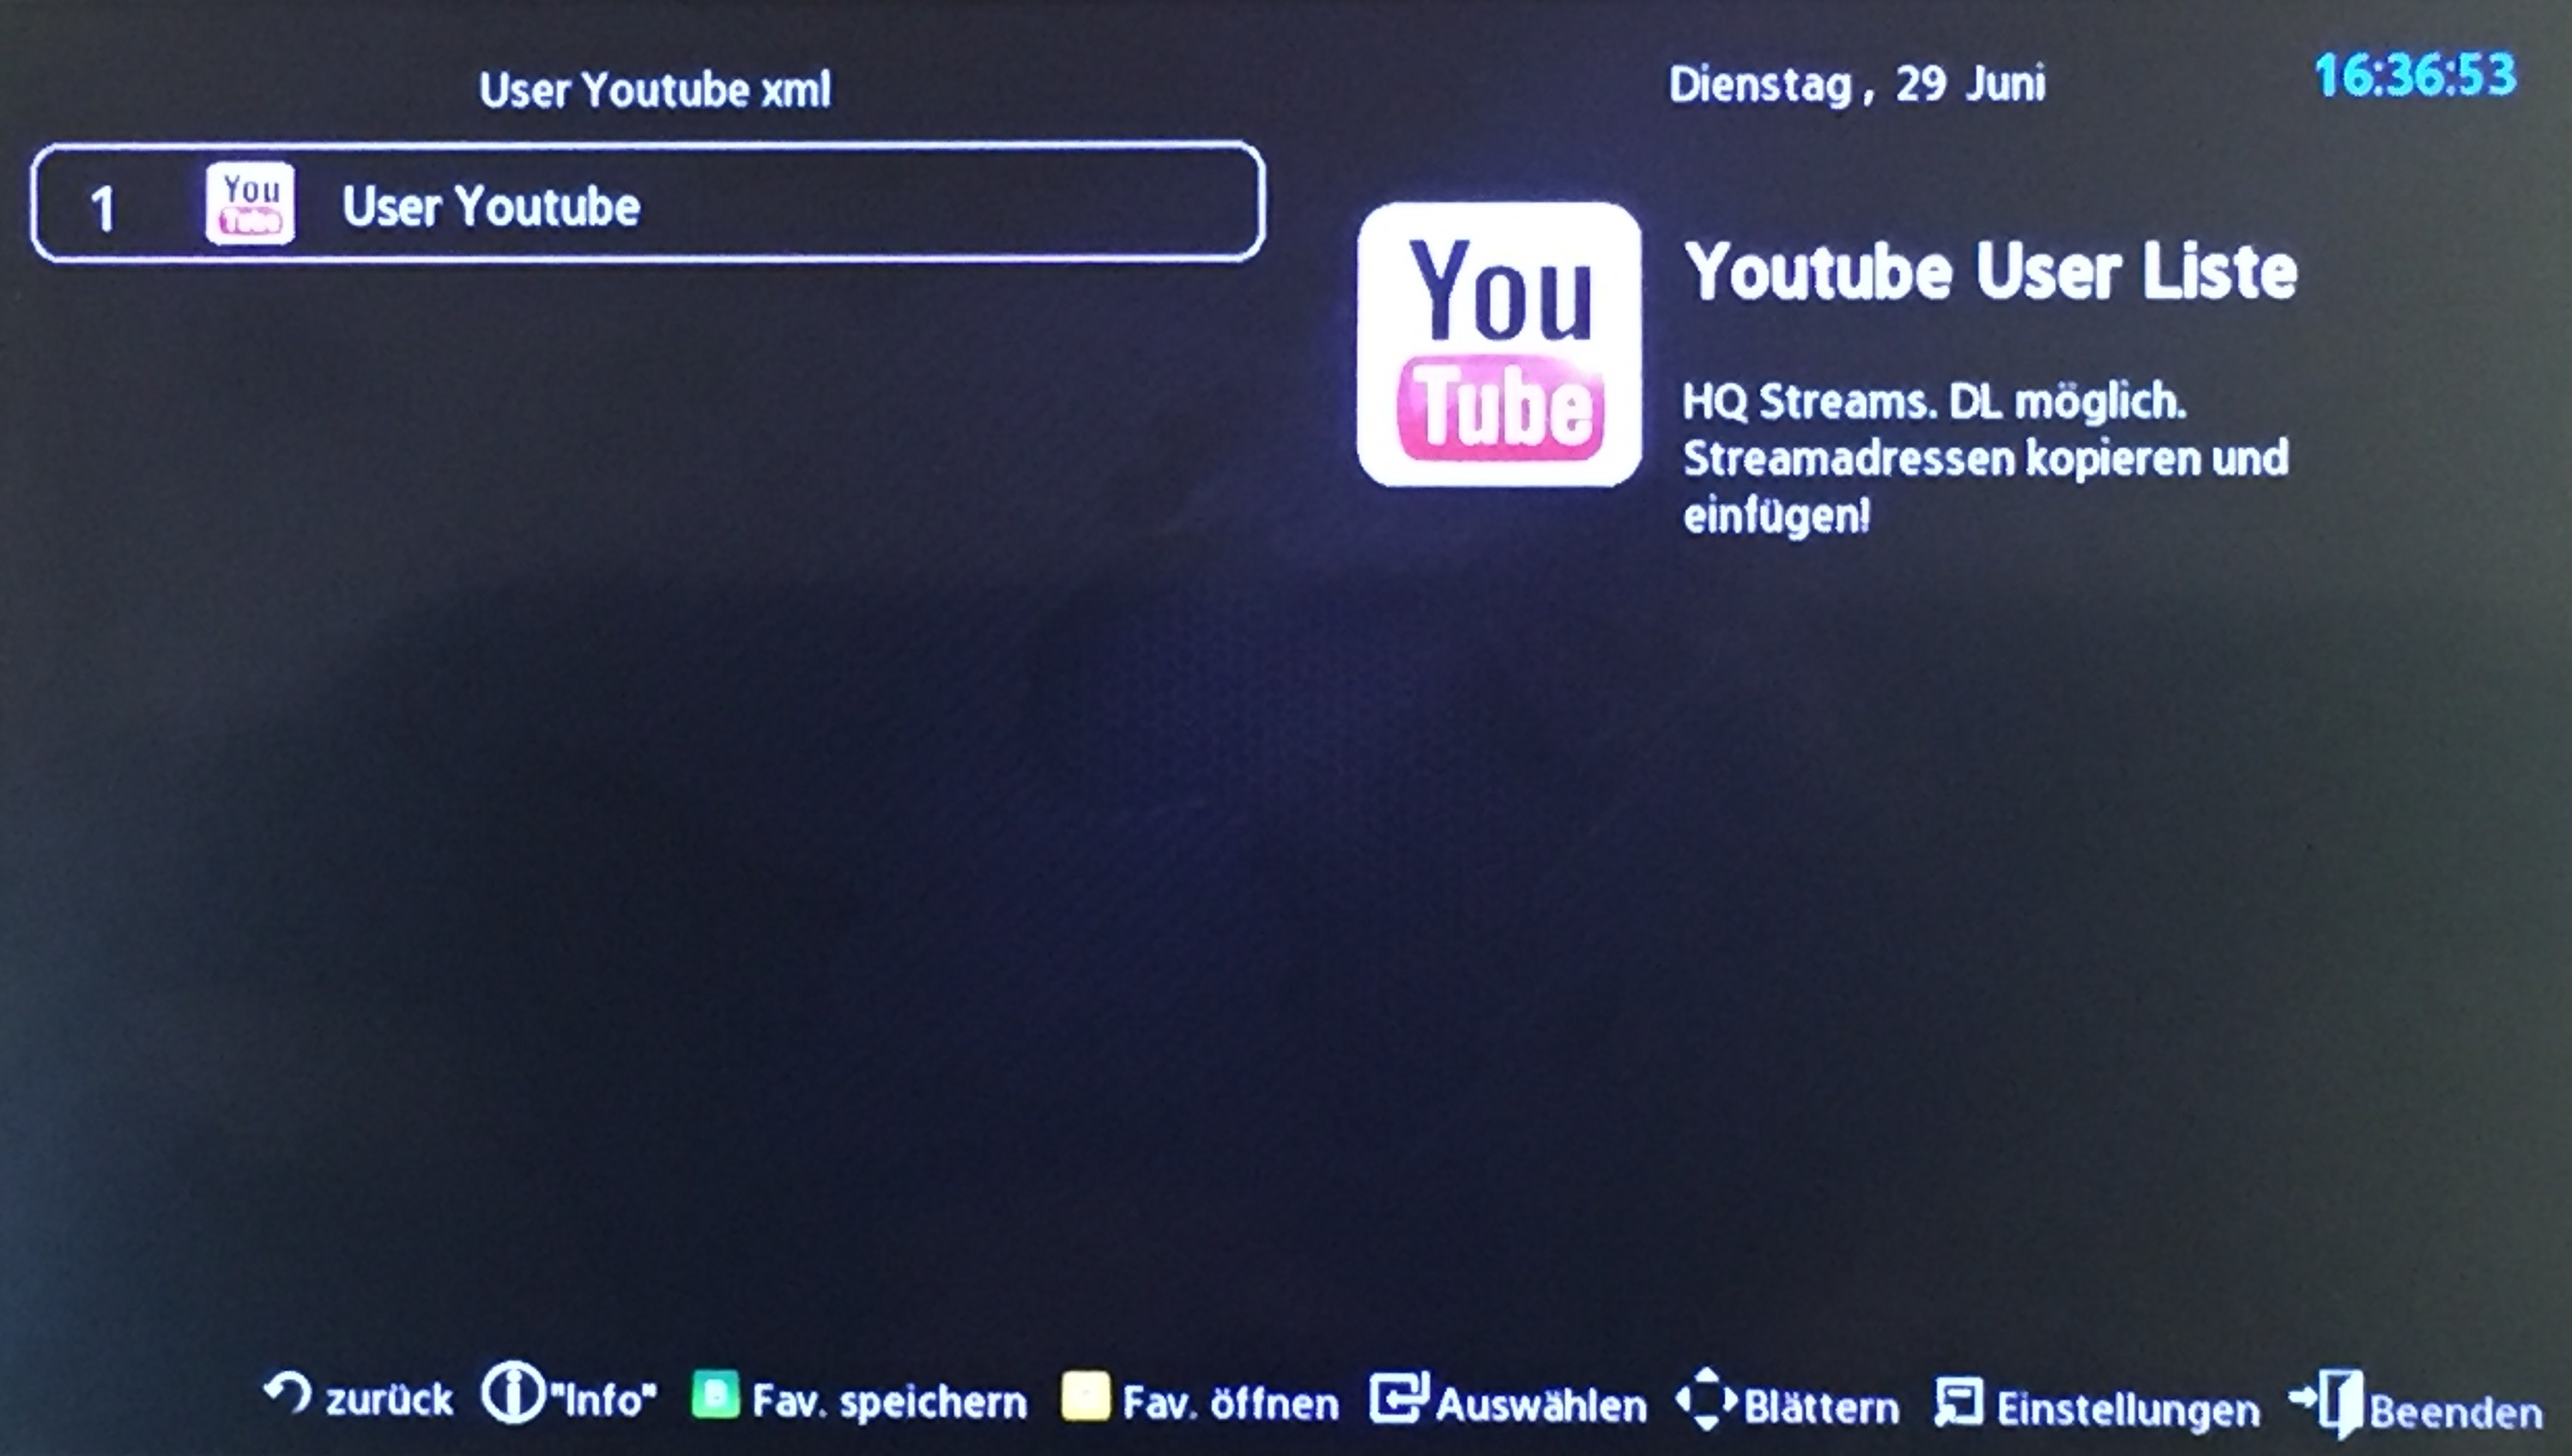 User Youtube xml
Dienstag, 29 Juni
16:36:53
1 You Tube User Youtube
You
Tube
Youtube User Liste
HQ Streams. DL möglich.
Streamadressen kopieren und
einfügen!
zurück "Info" B Fav. speichern Fav. öffnen Auswählen Blättern Einstellungen Beenden